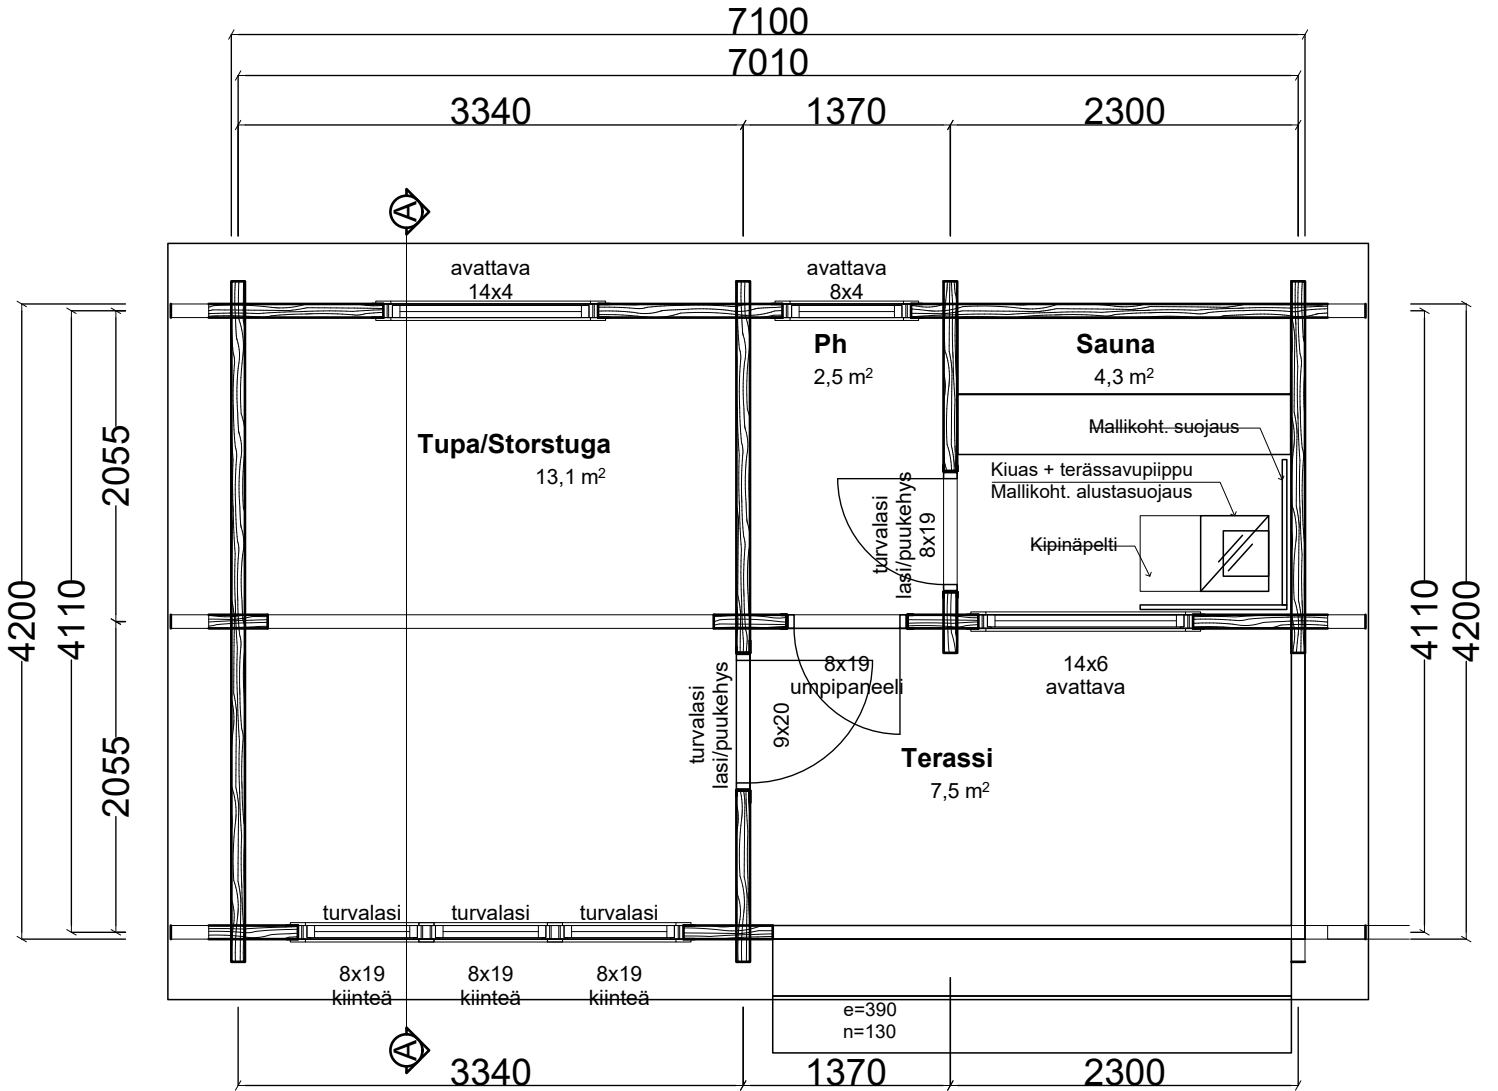 7100
7010
3340 1370 2300
A
avattava
14x4
avattava
8x4
Ph
2,5 m²
Sauna
4,3 m²
Tupa/Storstuga
13,1 m²
Mallikoht. suojaus
Kiuas + terässavupiippu
Mallikoht. alustasuojaus
Kipinäpelti
turvalasi
lasi/puukehys
8x19
4200
4110
2055
2055
4110
4200
8x19
umpipaneeli
14x6
avattava
turvalasi
lasi/puukehys
9x20
Terassi
7,5 m²
turvalasi turvalasi turvalasi
8x19 8x19 8x19
kiinteä kiinteä kiinteä
e=390
n=130
A
3340 1370 2300